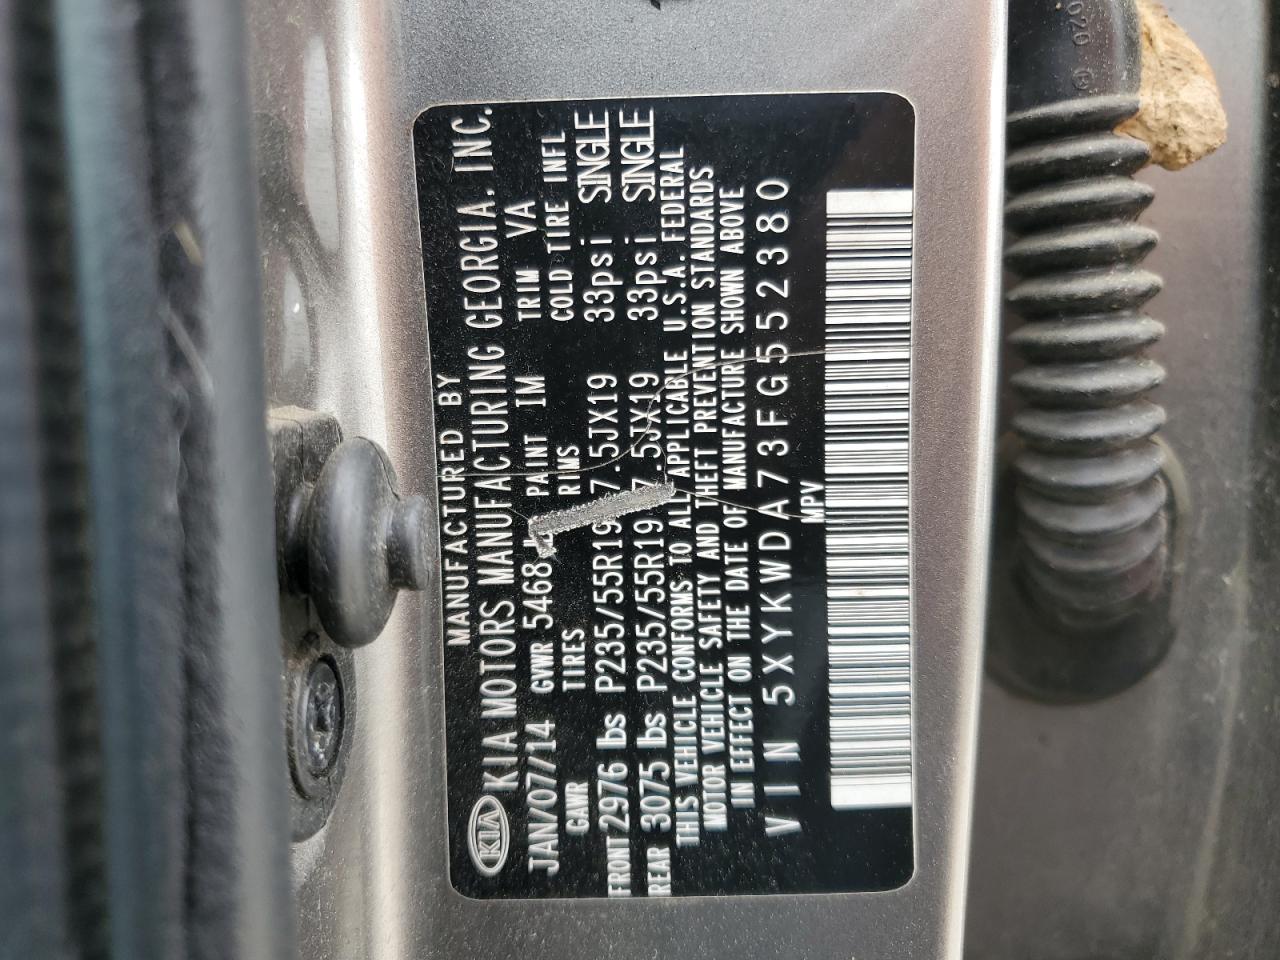 MANUFACTURED BY
KIA KIA MOTORS MANUFACTURING GEORGIA, INC.
JAN/07/14 GVWR 5468 PAINT IM TRIM VA
GAWR TIRES RIMS COLD TIRE INFL
FRONT 2976 lbs P235/55R19 7.5JX19 33psi SINGLE
REAR 3075 lbs P235/55R19 7.5JX19 33psi SINGLE
THIS VEHICLE CONFORMS TO ALL APPLICABLE U.S.A. FEDERAL
MOTOR VEHICLE SAFETY AND THEFT PREVENTION STANDARDS
IN EFFECT ON THE DATE OF MANUFACTURE SHOWN ABOVE
VIN 5XYKWDA73FG552380
MPV